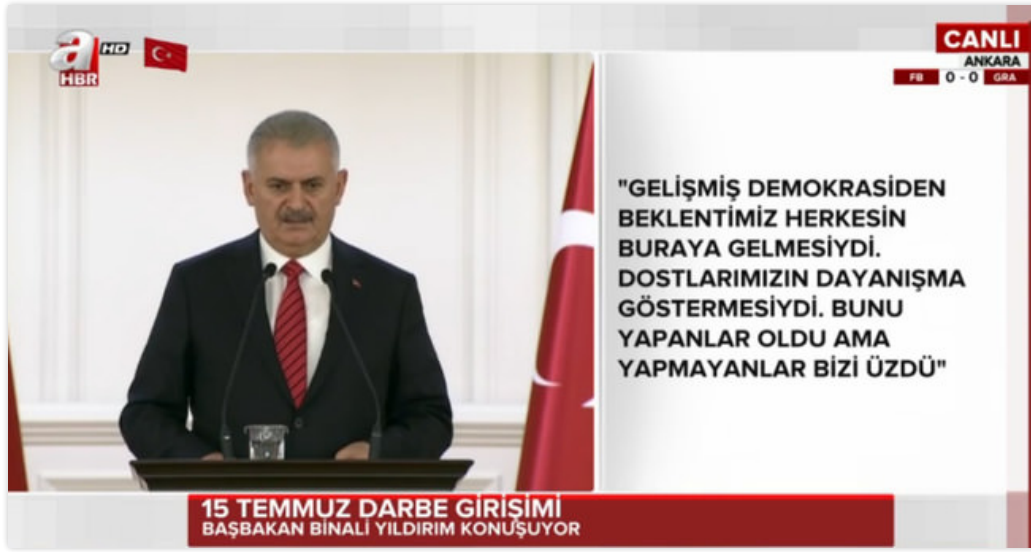 a
HBR
HD
CANLI
ANKARA
FB 0 - 0 GRA
"GELİŞMİŞ DEMOKRASİDEN
BEKLENTİMİZ HERKESİN
BURAYA GELMESİYDİ.
DOSTLARIMIZIN DAYANIŞMA
GÖSTERMESİYDİ. BUNU
YAPANLAR OLDU AMA
YAPMAYANLAR BİZİ ÜZDÜ"
15 TEMMUZ DARBE GİRİŞİMİ
BAŞBAKAN BİNALİ YILDIRIM KONUŞUYOR